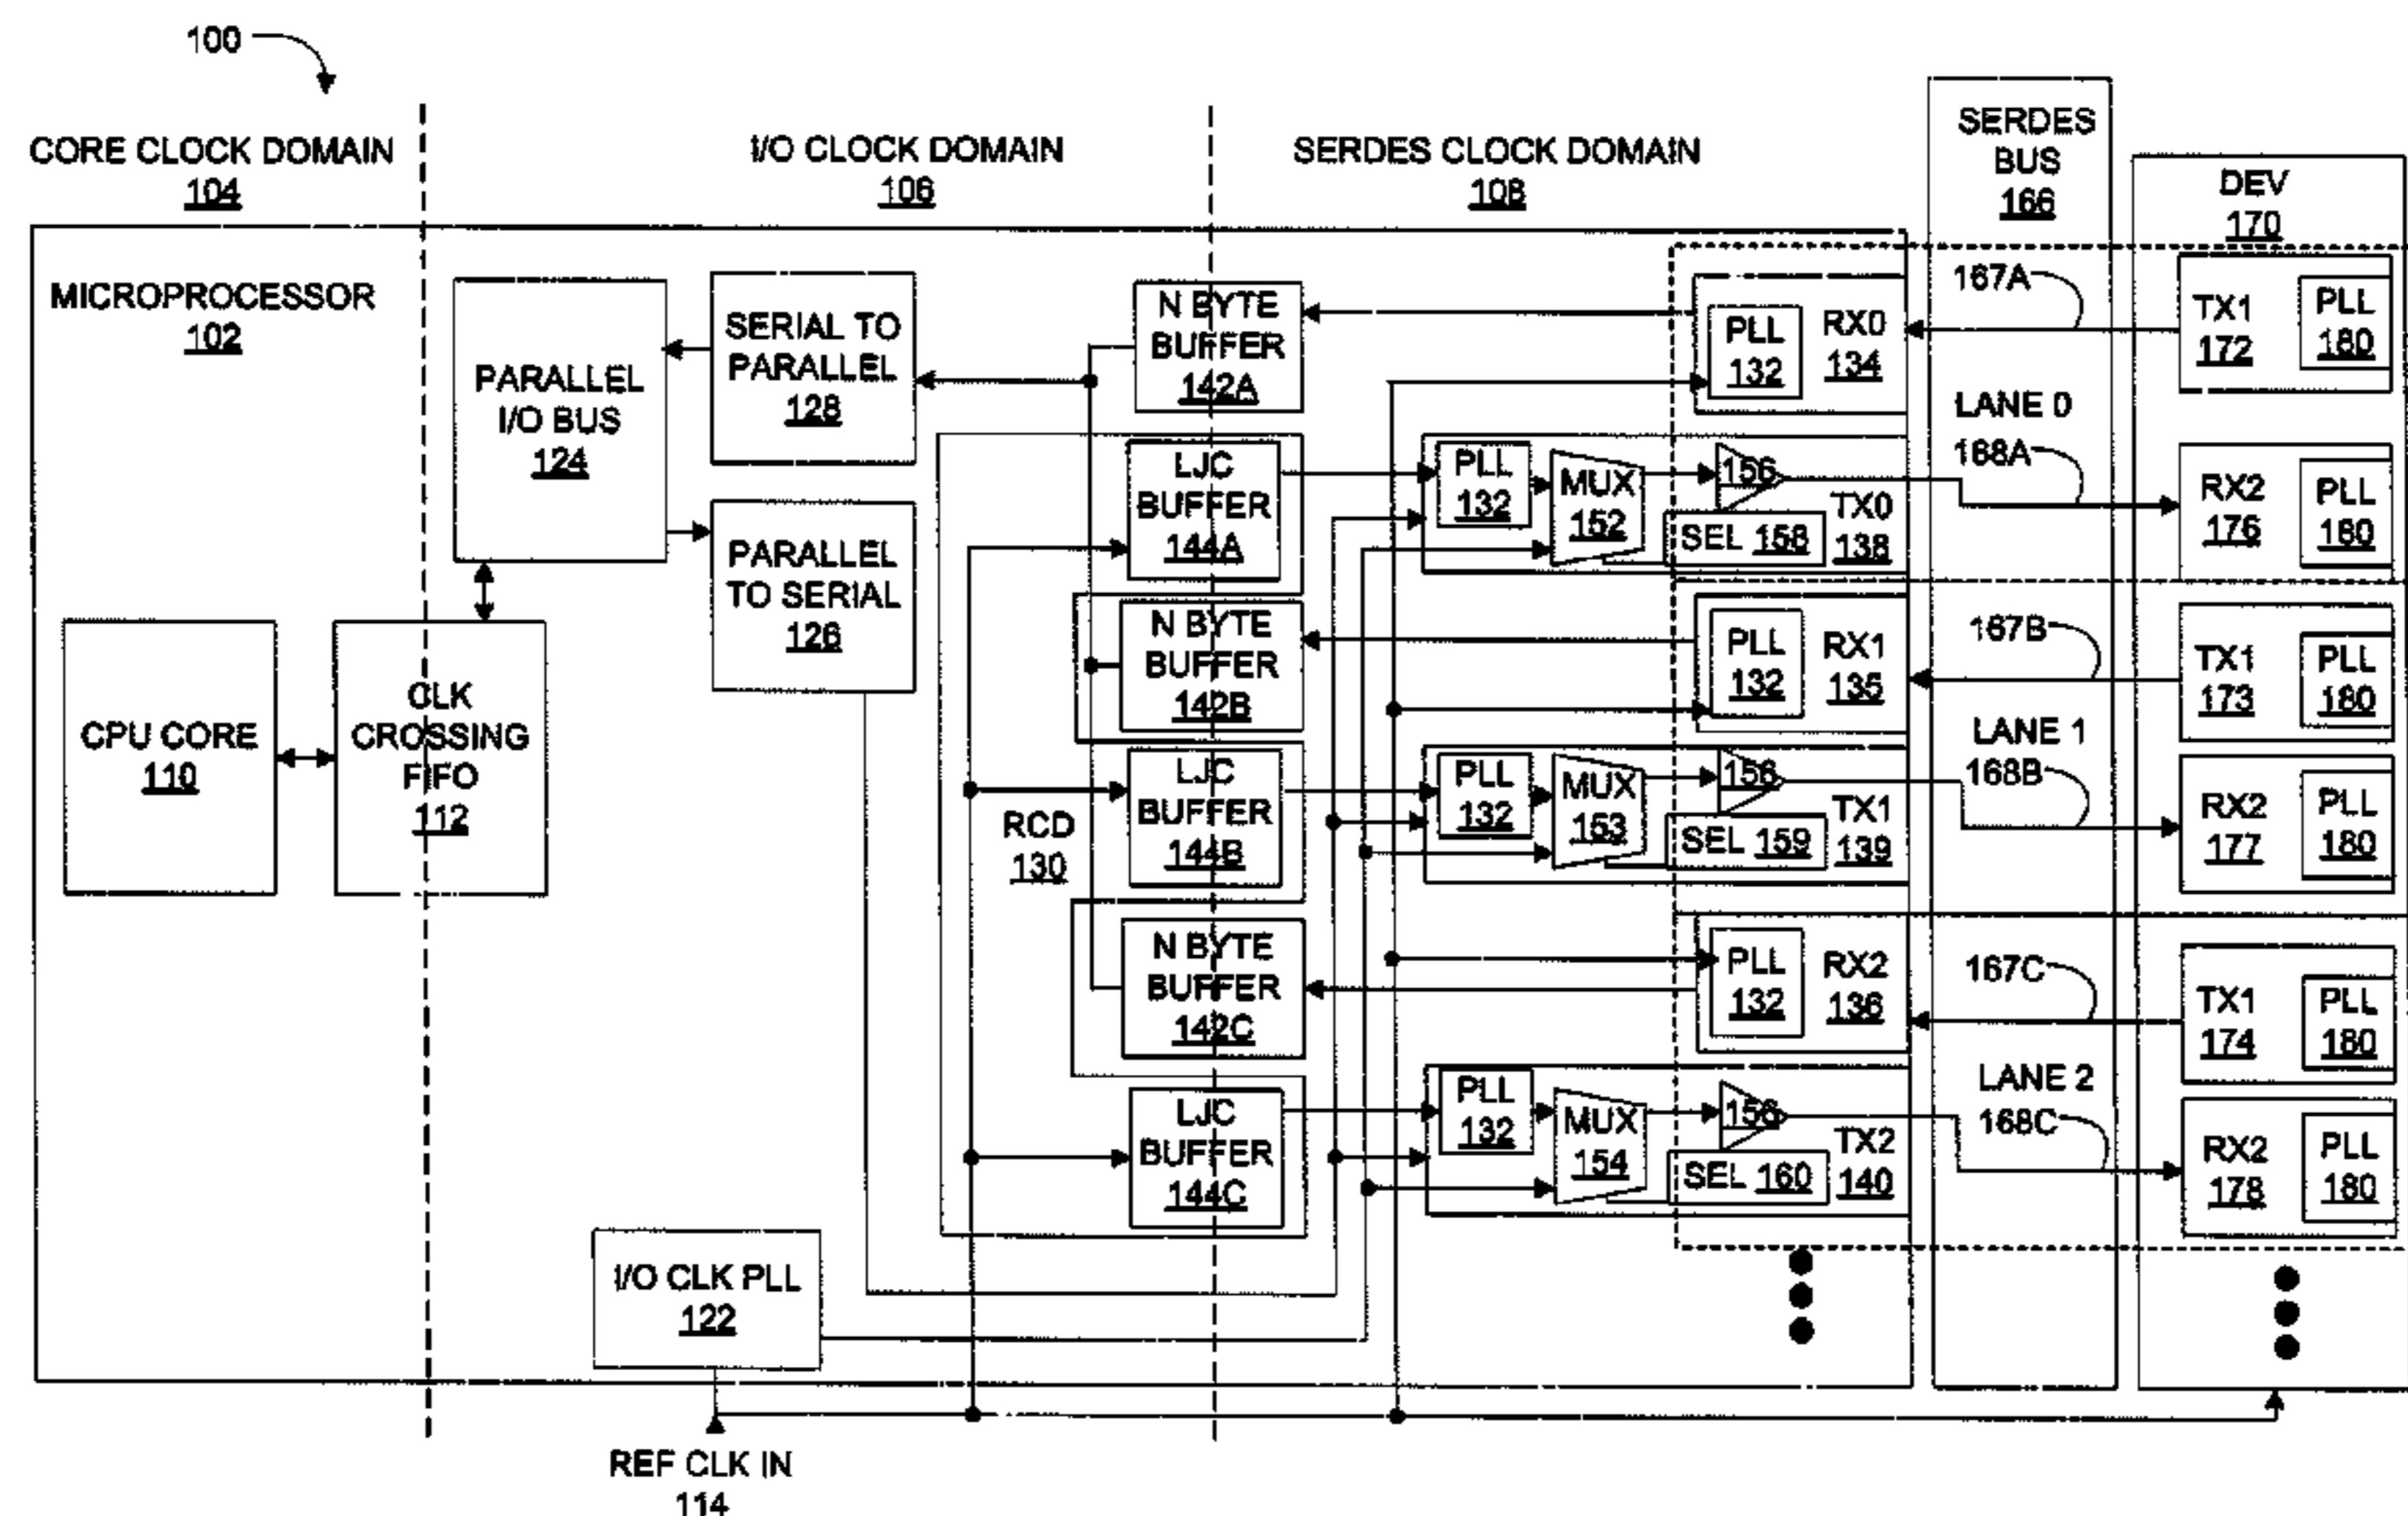 100
CORE CLOCK DOMAIN
104
I/O CLOCK DOMAIN
106
SERDES CLOCK DOMAIN
108
SERDES
BUS
166
DEV
170
MICROPROCESSOR
102
PARALLEL
I/O BUS
124
SERIAL TO
PARALLEL
128
PARALLEL
TO SERIAL
126
CPU CORE
110
CLK
CROSSING
FIFO
112
N BYTE
BUFFER
142A
LJC
BUFFER
144A
N BYTE
BUFFER
142B
LJC
BUFFER
144B
N BYTE
BUFFER
142C
LJC
BUFFER
144C
RCD
130
I/O CLK PLL
122
REF CLK IN
114
PLL
132
RX0
134
PLL
132
MUX
152
156
SEL 158
TX0
138
PLL
132
RX1
135
PLL
132
MUX
153
156
SEL 159
TX1
139
PLL
132
RX2
136
PLL
132
MUX
154
156
SEL 160
TX2
140
167A
LANE 0
168A
167B
LANE 1
168B
167C
LANE 2
168C
TX1
172
PLL
180
RX2
176
PLL
180
TX1
173
PLL
180
RX2
177
PLL
180
TX1
174
PLL
180
RX2
178
PLL
180